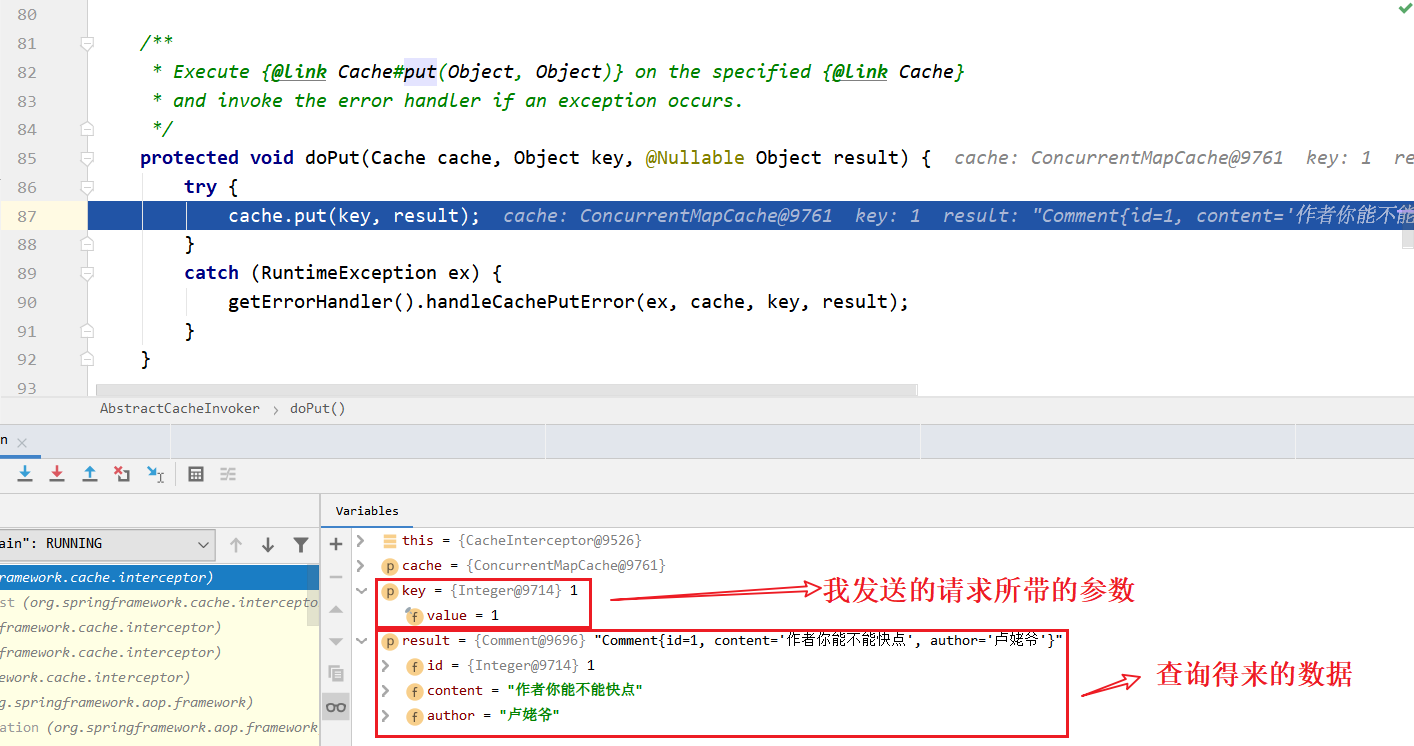 80
81 /**
82 * Execute {@link Cache#put(Object, Object)} on the specified {@link Cache}
83 * and invoke the error handler if an exception occurs.
84 */
85 protected void doPut(Cache cache, Object key, @Nullable Object result) { cache: ConcurrentMapCache@9761 key: 1 re
86 try {
87 cache.put(key, result); cache: ConcurrentMapCache@9761 key: 1 result: "Comment{id=1, content='作者你能不能
88 }
89 catch (RuntimeException ex) {
90 getErrorHandler().handleCachePutError(ex, cache, key, result);
91 }
92 }
93
AbstractCacheInvoker › doPut()
n
Variables
ain": RUNNING
ramework.cache.interceptor)
st (org.springframework.cache.intercepto
framework.cache.interceptor)
framework.cache.interceptor)
ework.cache.interceptor)
g.springframework.aop.framework)
ation (org.springframework.aop.framework
this = {CacheInterceptor@9526}
p cache = {ConcurrentMapCache@9761}
p key = {Integer@9714} 1
f value = 1
我发送的请求所带的参数
p result = {Comment@9696} "Comment{id=1, content='作者你能不能快点', author='卢姥爷'}"
f id = {Integer@9714} 1
f content = "作者你能不能快点"
f author = "卢姥爷"
查询得来的数据